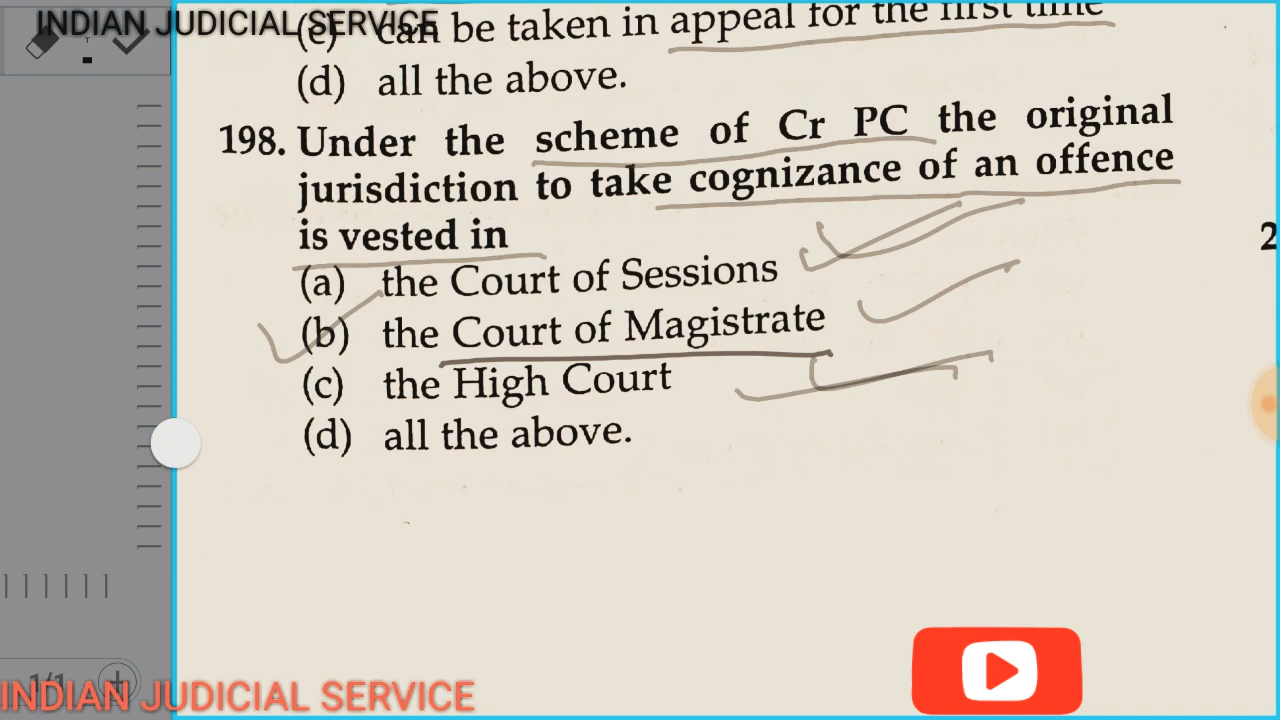 INDIAN JUDICIAL SERVICE
(c) can be taken in appeal for the first time
(d) all the above.
198. Under the scheme of Cr PC the original
jurisdiction to take cognizance of an offence
is vested in
(a) the Court of Sessions
(b) the Court of Magistrate
(c) the High Court
(d) all the above.
2
1/1
INDIAN JUDICIAL SERVICE